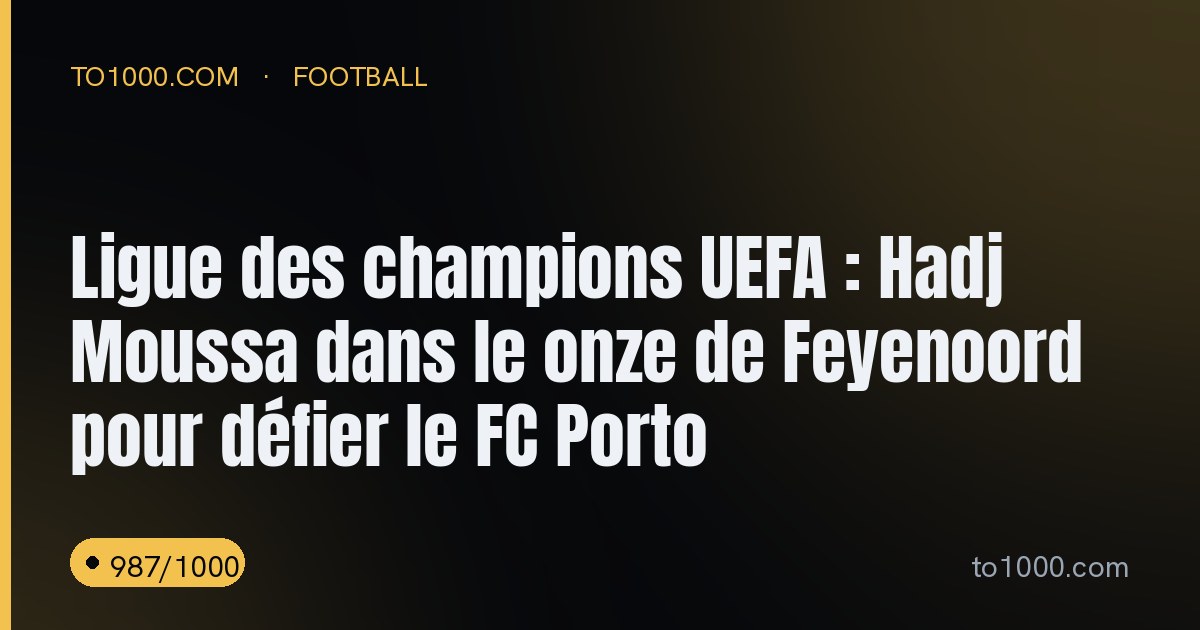 TO1000.COM · FOOTBALL
Ligue des champions UEFA : Hadj
Moussa dans le onze de Feyenoord
pour défier le FC Porto
987/1000
to1000.com